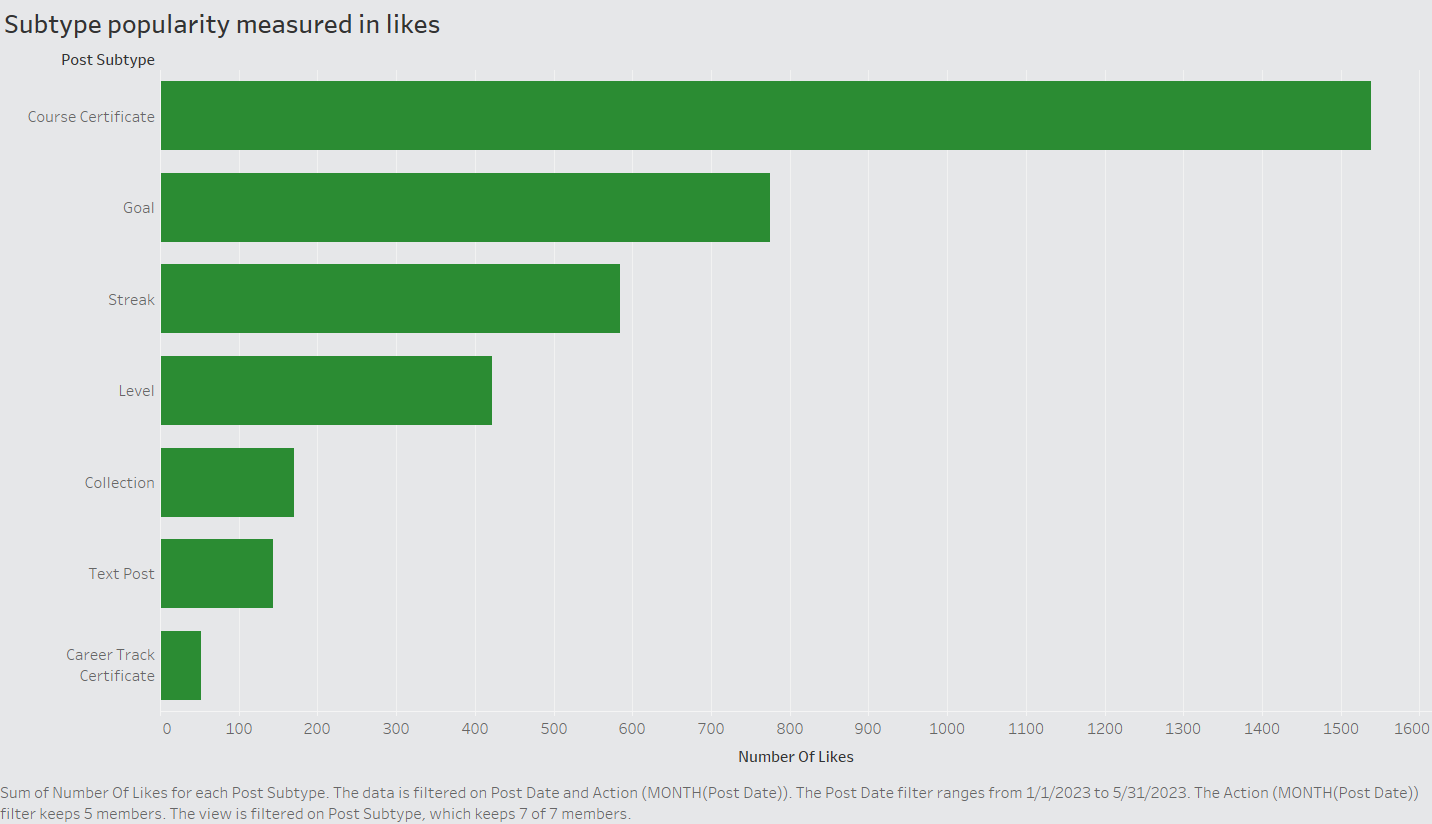 Subtype popularity measured in likes
Post Subtype
Course Certificate
Goal
Streak
Level
Collection
Text Post
Career Track
Certificate
0 100 200 300 400 500 600 700 800 900 1000 1100 1200 1300 1400 1500 1600
Number Of Likes
Sum of Number Of Likes for each Post Subtype. The data is filtered on Post Date and Action (MONTH(Post Date)). The Post Date filter ranges from 1/1/2023 to 5/31/2023. The Action (MONTH(Post Date))
filter keeps 5 members. The view is filtered on Post Subtype, which keeps 7 of 7 members.